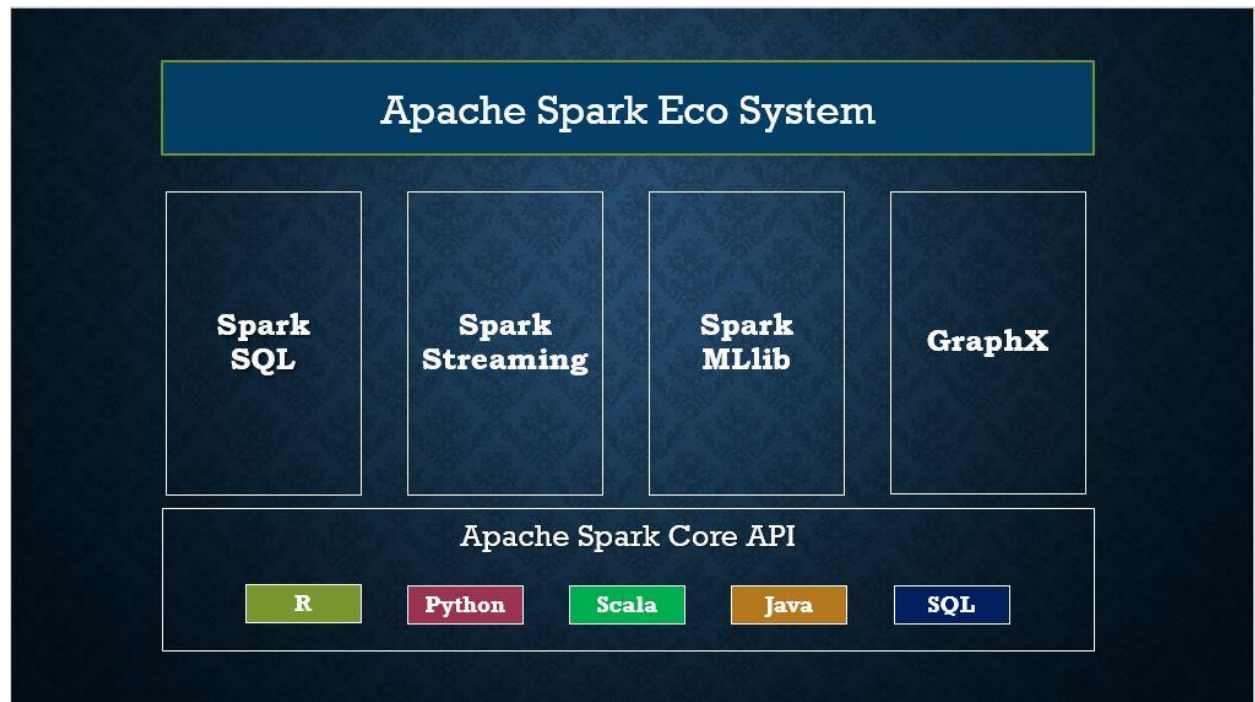 Apache Spark Eco System
Spark
SQL
Spark
Streaming
Spark
MLlib
GraphX
Apache Spark Core API
R
Python
Scala
Java
SQL